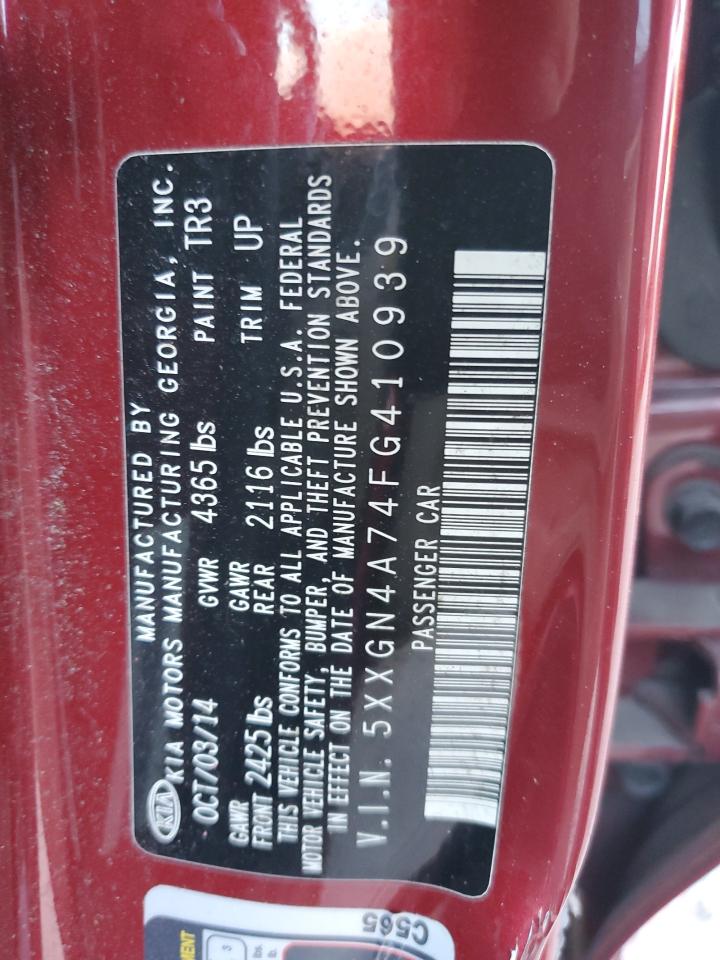 MANUFACTURED BY
KIA KIA MOTORS MANUFACTURING GEORGIA, INC.
OCT/03/14 GVWR 4365 lbs PAINT TR3
GAWR FRONT 2425 lbs GAWR REAR 2116 lbs TRIM UP
THIS VEHICLE CONFORMS TO ALL APPLICABLE U.S.A. FEDERAL
MOTOR VEHICLE SAFETY, BUMPER, AND THEFT PREVENTION STANDARDS
IN EFFECT ON THE DATE OF MANUFACTURE SHOWN ABOVE.
V.I.N. 5XXGN4A74FG410939
PASSENGER CAR
C565